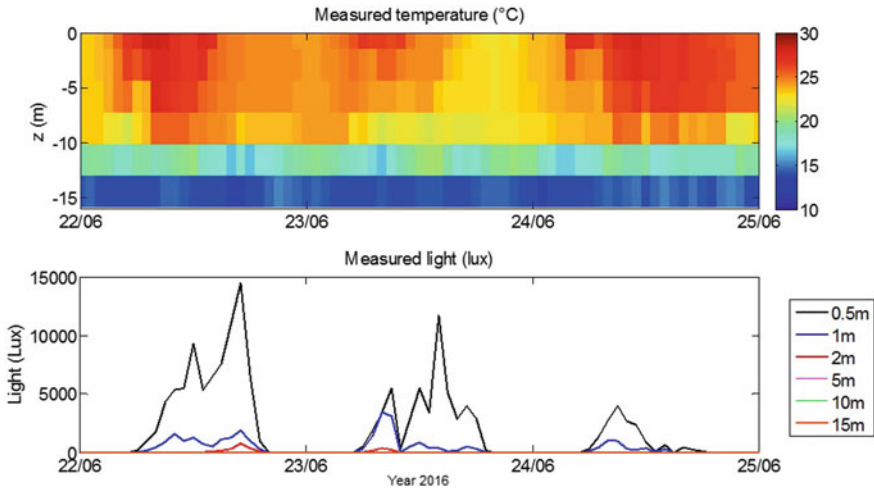 Measured temperature (°C)
z (m)
0
-5
-10
-15
22/06 23/06 24/06 25/06
30
25
20
15
10
Measured light (lux)
Light (Lux)
15000
10000
5000
0
22/06 23/06 24/06 25/06
Year 2016
0.5m
1m
2m
5m
10m
15m